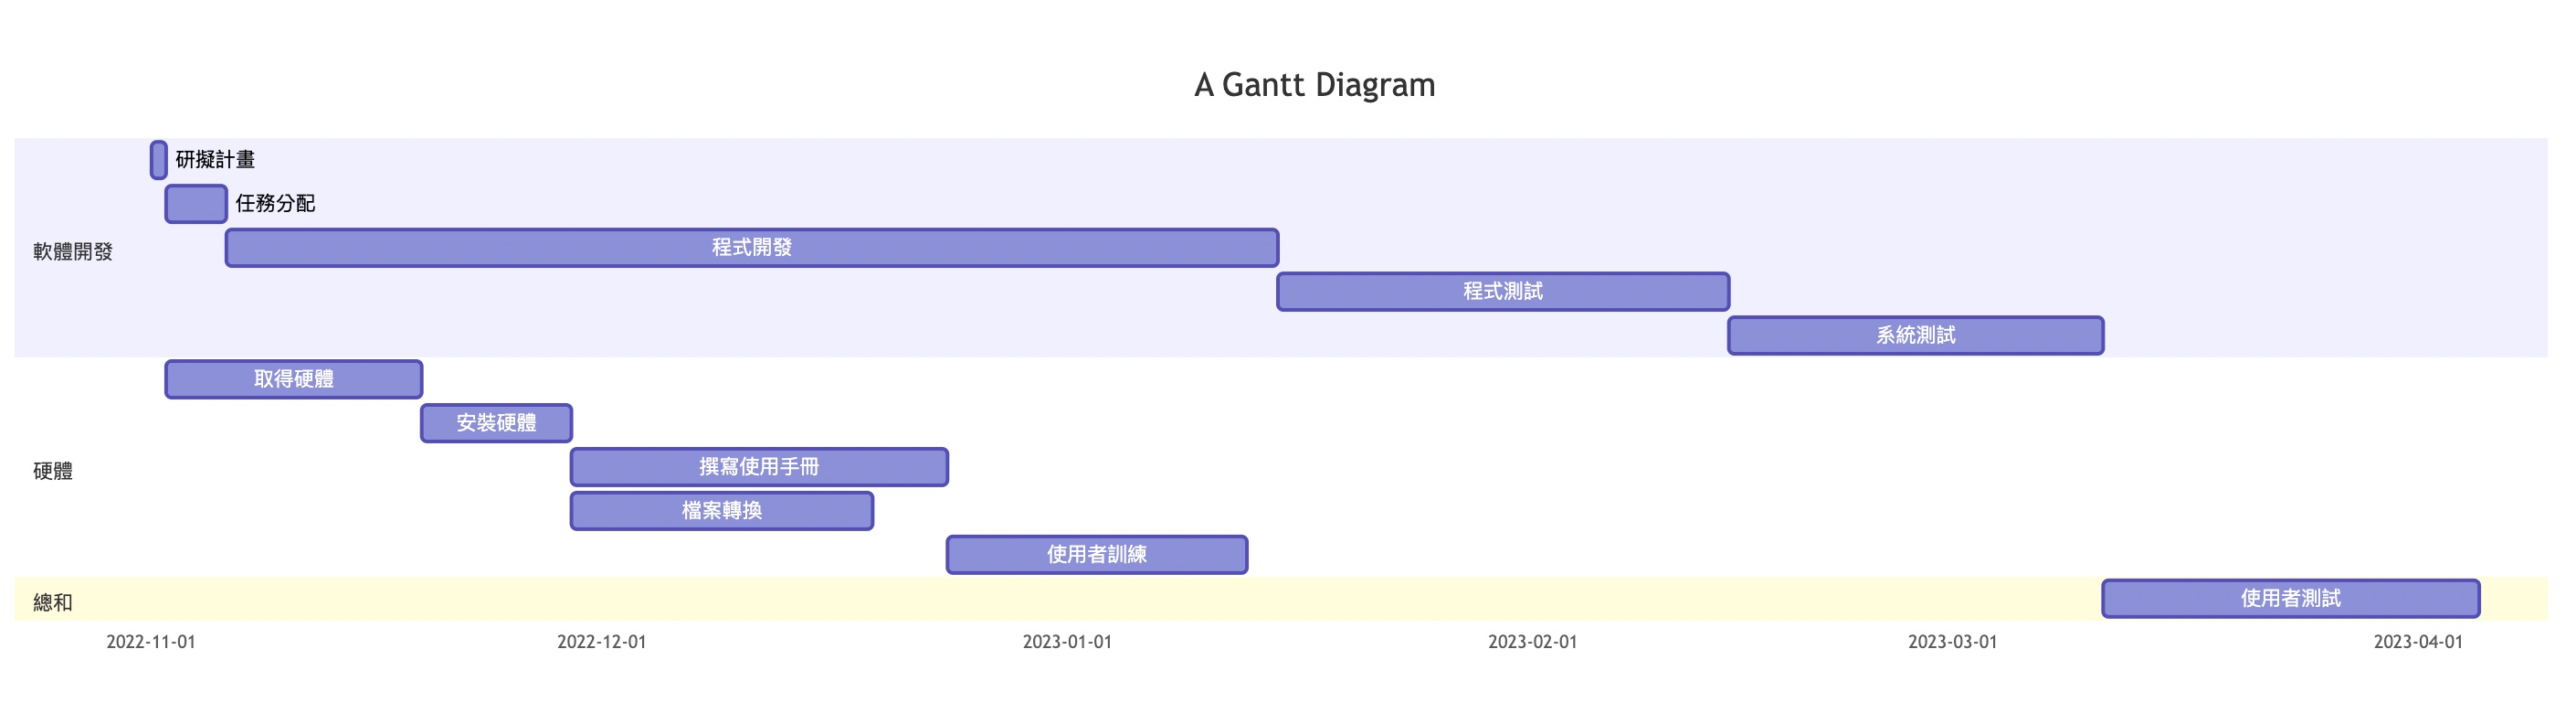 A Gantt Diagram
軟體開發
研擬計畫
任務分配
程式開發
程式測試
系統測試
硬體
取得硬體
安裝硬體
撰寫使用手冊
檔案轉換
使用者訓練
總和
使用者測試
2022-11-01 2022-12-01 2023-01-01 2023-02-01 2023-03-01 2023-04-01